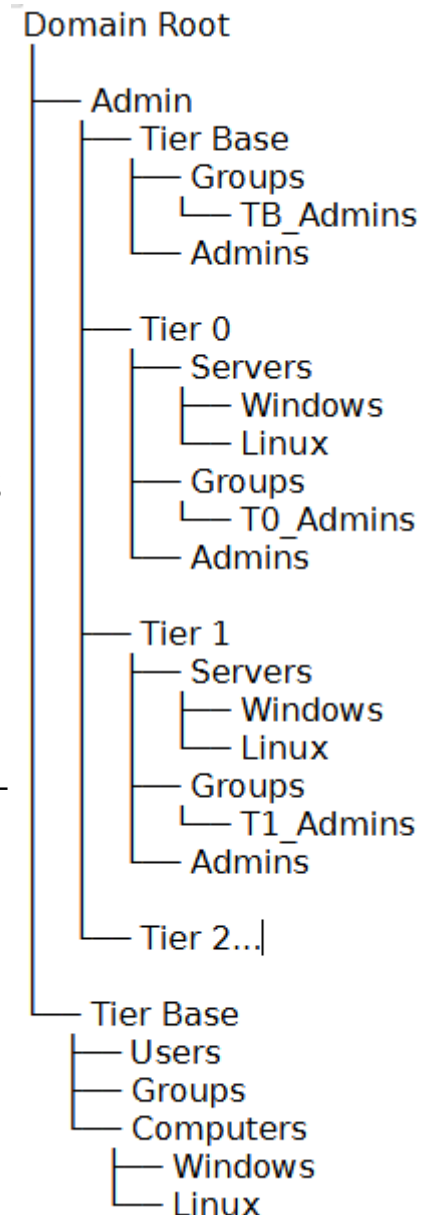 Domain Root
Admin
Tier Base
Groups
TB_Admins
Admins
Tier 0
Servers
Windows
Linux
Groups
T0_Admins
Admins
Tier 1
Servers
Windows
Linux
Groups
T1_Admins
Admins
Tier 2...
Tier Base
Users
Groups
Computers
Windows
Linux